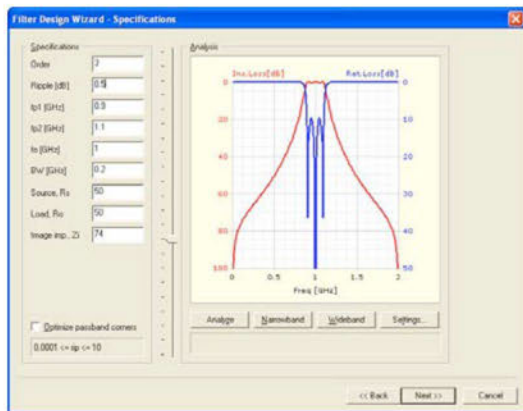 Filter Design Wizard - Specifications
Specifications
Order 3
Ripple [dB] 0.5
fp1 [GHz] 0.9
fp2 [GHz] 1.1
fo [GHz] 1
BW [GHz] 0.2
Source, Rs 50
Load, Ro 50
Image imp., Zi 74
Optimize passband corners
0.0001 <= rip <= 10
Analysis
Ins.Loss[dB] Ret.Loss[dB]
0 0
20 10
40 20
60 30
80 40
100 50
0 0.5 1 1.5 2
Freq [GHz]
Analyze Narrowband Wideband Settings...
<< Back Next >> Cancel